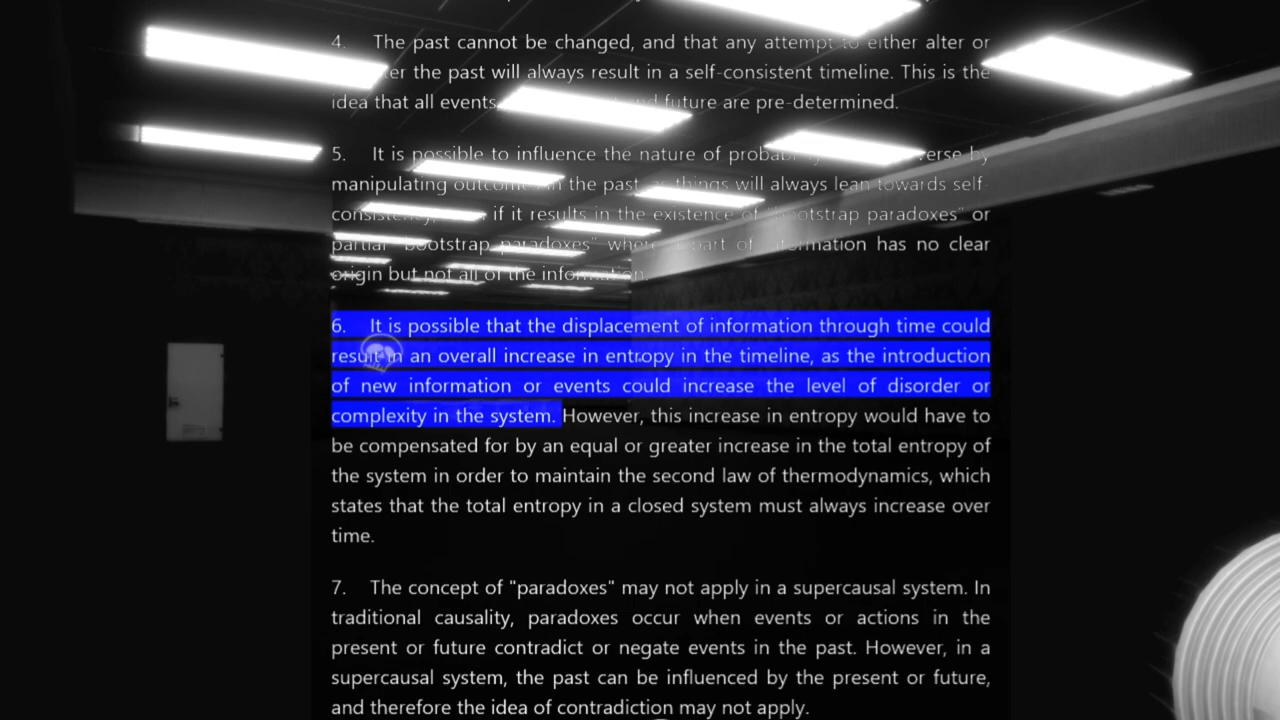 4. The past cannot be changed, and that any attempt to either alter or
the past will always result in a self-consistent timeline. This is the
idea that all events future are pre-determined.
5. It is possible to influence the nature of by
manipulating in the past as things will always lean towards self-
if it results in the existence of "bootstrap paradoxes" or
partial "bootstrap paradoxes" where part of information has no clear
origin but not all of the information.
6. It is possible that the displacement of information through time could
result in an overall increase in entropy in the timeline, as the introduction
of new information or events could increase the level of disorder or
complexity in the system. However, this increase in entropy would have to
be compensated for by an equal or greater increase in the total entropy of
the system in order to maintain the second law of thermodynamics, which
states that the total entropy in a closed system must always increase over
time.
7. The concept of "paradoxes" may not apply in a supercausal system. In
traditional causality, paradoxes occur when events or actions in the
present or future contradict or negate events in the past. However, in a
supercausal system, the past can be influenced by the present or future,
and therefore the idea of contradiction may not apply.